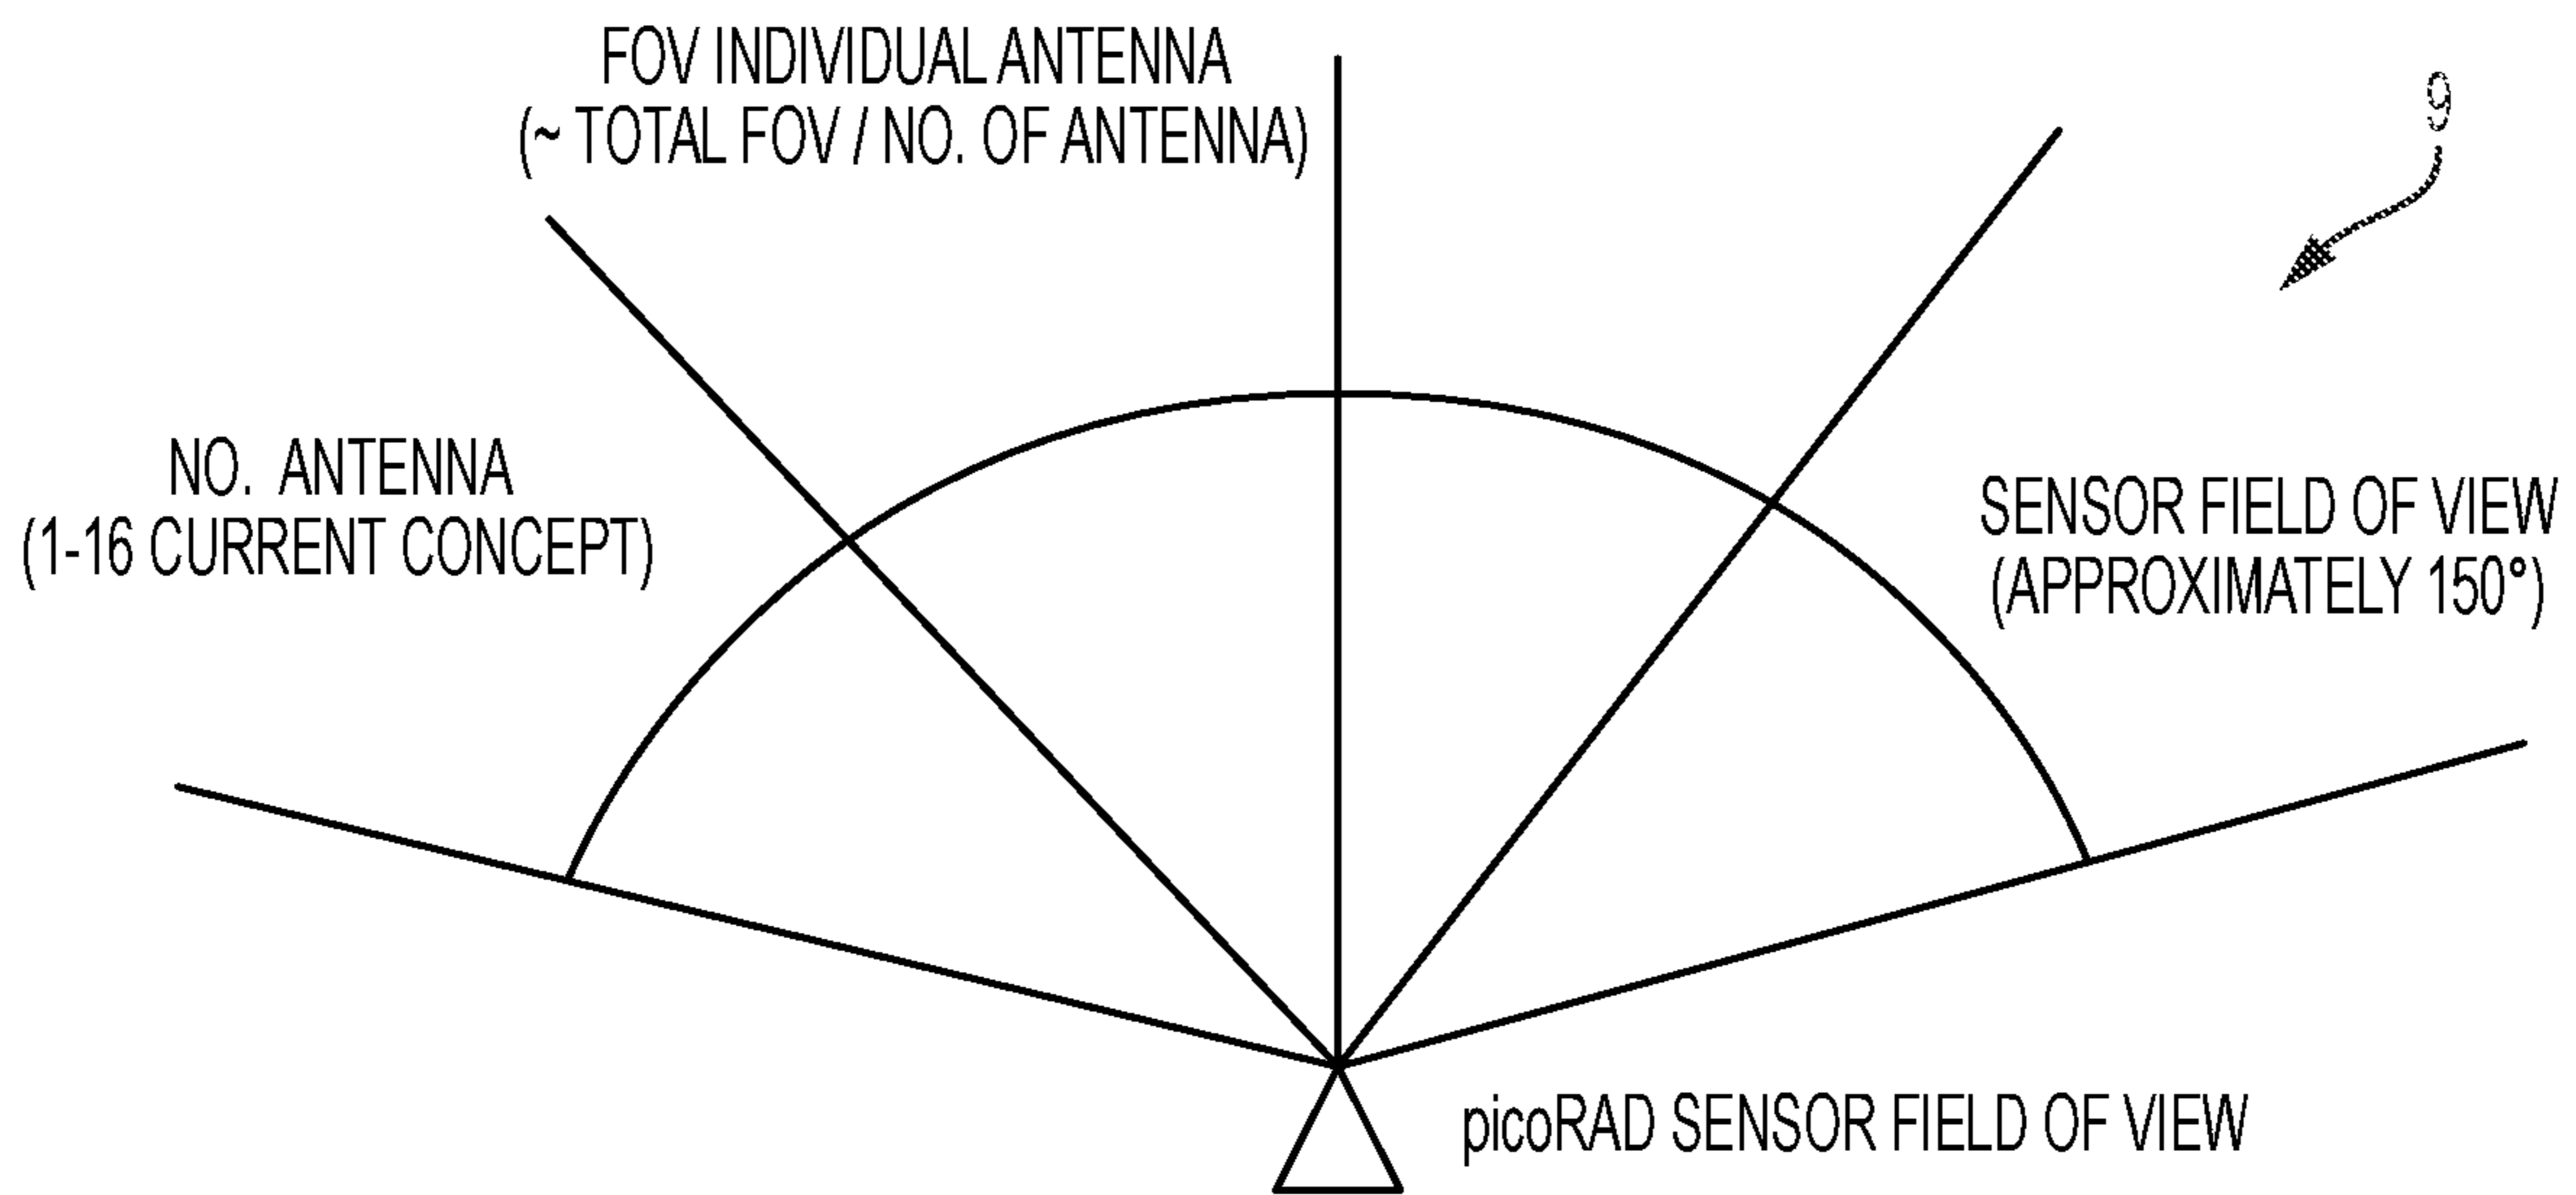 FOV INDIVIDUAL ANTENNA
(~ TOTAL FOV / NO. OF ANTENNA)
9
NO. ANTENNA
(1-16 CURRENT CONCEPT)
SENSOR FIELD OF VIEW
(APPROXIMATELY 150°)
picoRAD SENSOR FIELD OF VIEW